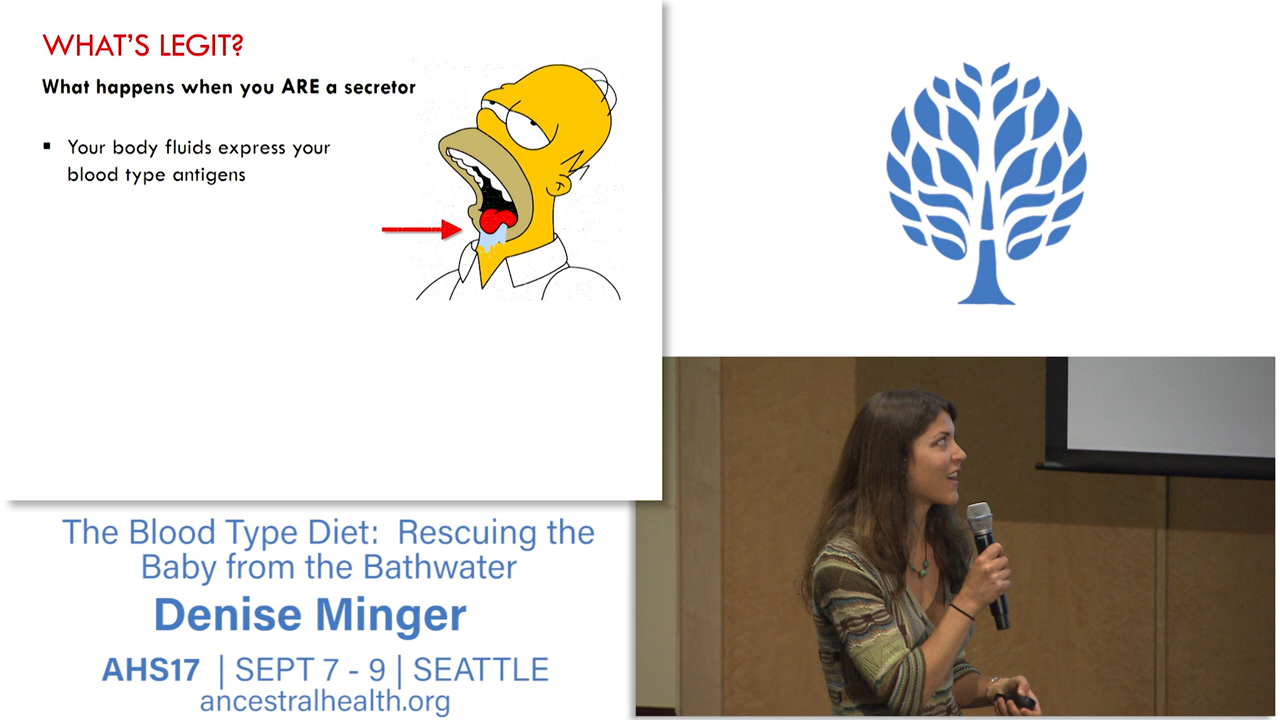 WHAT'S LEGIT?
What happens when you ARE a secretor
▪ Your body fluids express your
blood type antigens
The Blood Type Diet: Rescuing the
Baby from the Bathwater
Denise Minger
AHS17 | SEPT 7 - 9 | SEATTLE
ancestralhealth.org